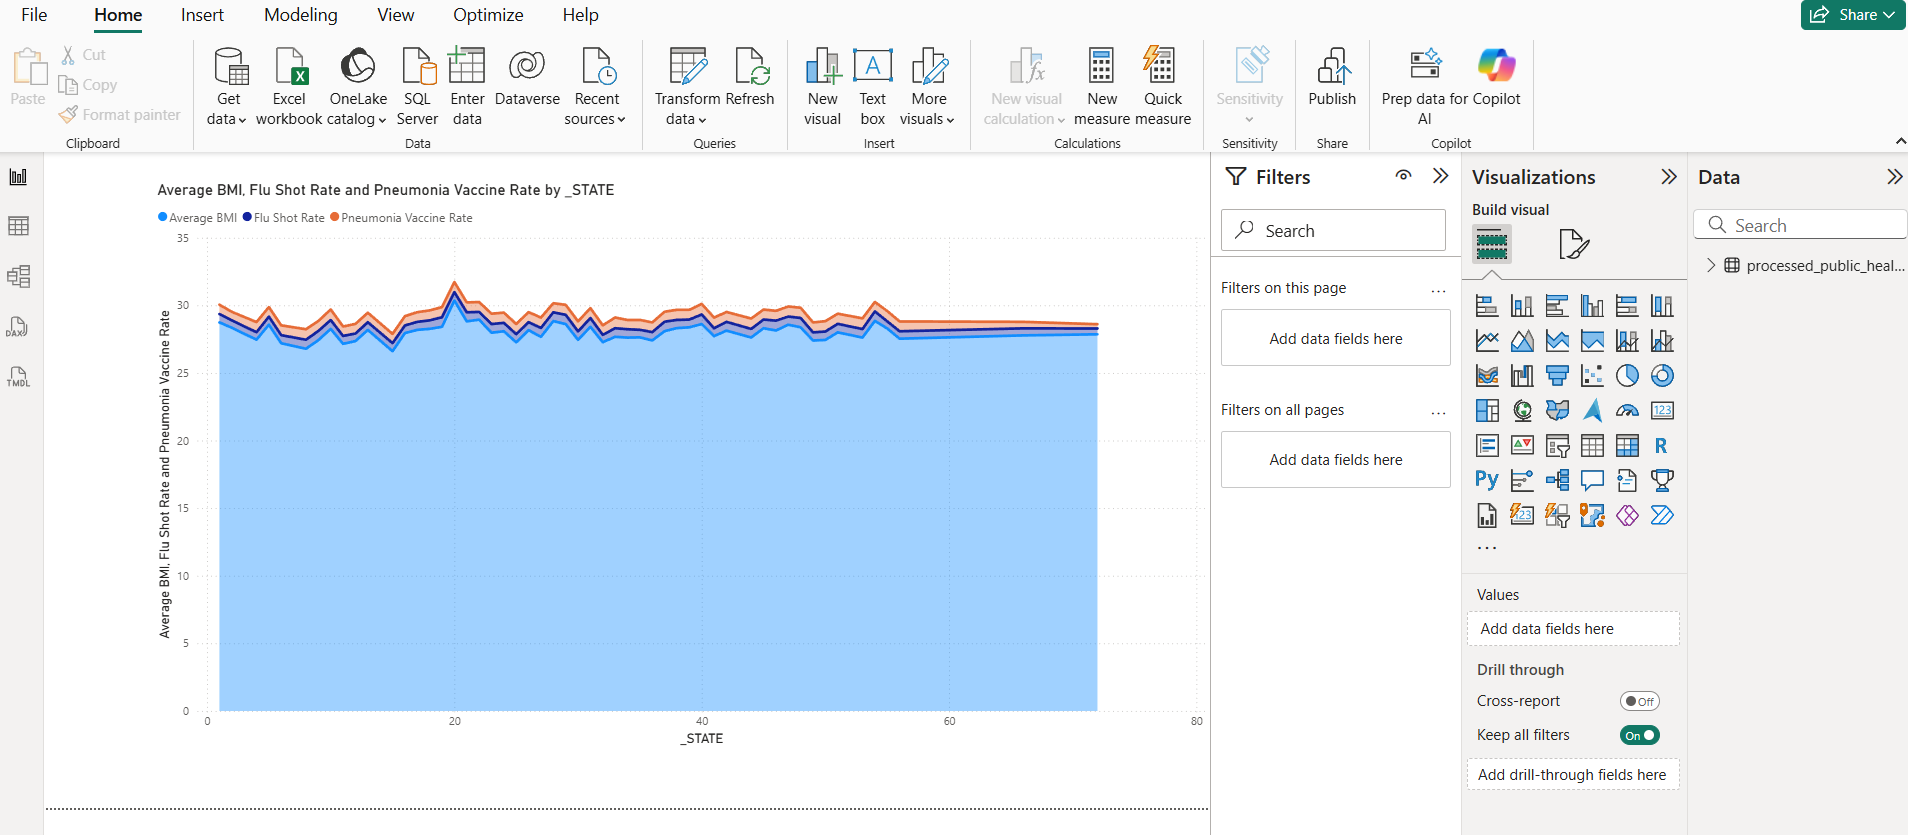 File Home Insert Modeling View Optimize Help
Share
Paste
Cut
Copy
Format painter
Clipboard
Get
data
Excel
workbook
OneLake
catalog
SQL
Server
Enter
data
Dataverse
Recent
sources
Data
Transform
data
Refresh
Queries
New
visual
Text
box
More
visuals
Insert
New visual
calculation
New
measure
Quick
measure
Calculations
Sensitivity
Sensitivity
Publish
Share
Prep data for
AI
Copilot
Copilot
DAX
TMDL
Average BMI, Flu Shot Rate and Pneumonia Vaccine Rate by _STATE
Average BMI Flu Shot Rate Pneumonia Vaccine Rate
Average BMI, Flu Shot Rate and Pneumonia Vaccine Rate
35
30
25
20
15
10
5
0
0 20 40 60 80
_STATE
Filters
Search
Filters on this page ...
Add data fields here
Filters on all pages ...
Add data fields here
Visualizations
Build visual
123
R
Py
123
...
Values
Add data fields here
Drill through
Cross-report Off
Keep all filters On
Add drill-through fields here
Data
Search
processed_public_heal...